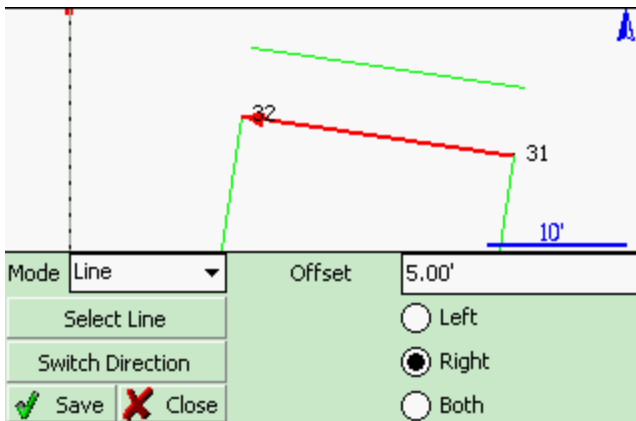 32
31
10'
Mode Line Offset 5.00'
Select Line Left
Switch Direction Right
Save Close Both